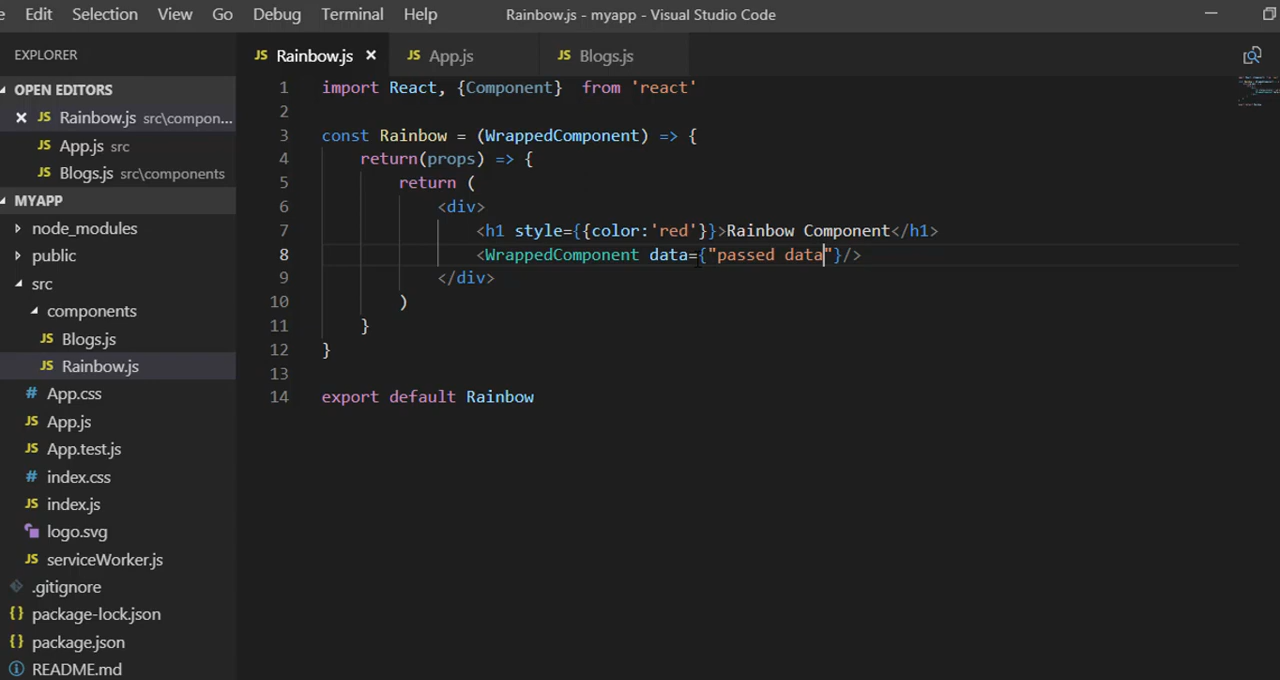 Edit Selection View Go Debug Terminal Help Rainbow.js - myapp - Visual Studio Code
EXPLORER
JS Rainbow.js × JS App.js JS Blogs.js
OPEN EDITORS
× JS Rainbow.js src\compon...
JS App.js src
JS Blogs.js src\components
MYAPP
node_modules
public
src
components
JS Blogs.js
JS Rainbow.js
# App.css
JS App.js
JS App.test.js
# index.css
JS index.js
logo.svg
JS serviceWorker.js
.gitignore
{} package-lock.json
{} package.json
README.md
1 import React, {Component}  from 'react'
2
3 const Rainbow = (WrappedComponent) => {
4 return(props) => {
5 return (
6 <div>
7 <h1 style={{color:'red'}}>Rainbow Component</h1>
8 <WrappedComponent data={"passed data"}/>
9 </div>
10 )
11 }
12 }
13
14 export default Rainbow